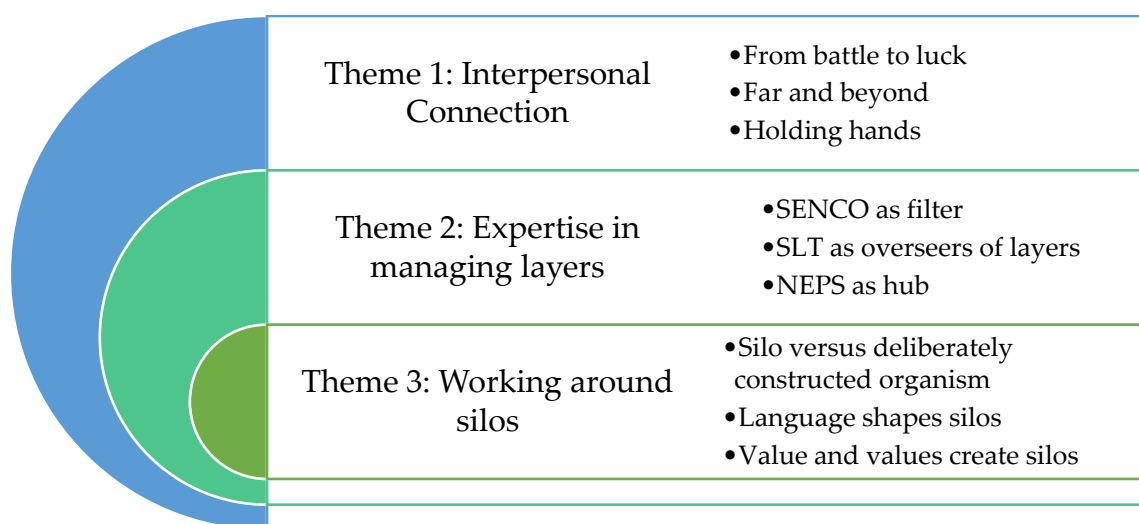 Theme 1: Interpersonal
Connection
•From battle to luck
•Far and beyond
•Holding hands
Theme 2: Expertise in
managing layers
•SENCO as filter
•SLT as overseers of layers
•NEPS as hub
Theme 3: Working around
silos
•Silo versus deliberately
constructed organism
•Language shapes silos
•Value and values create silos